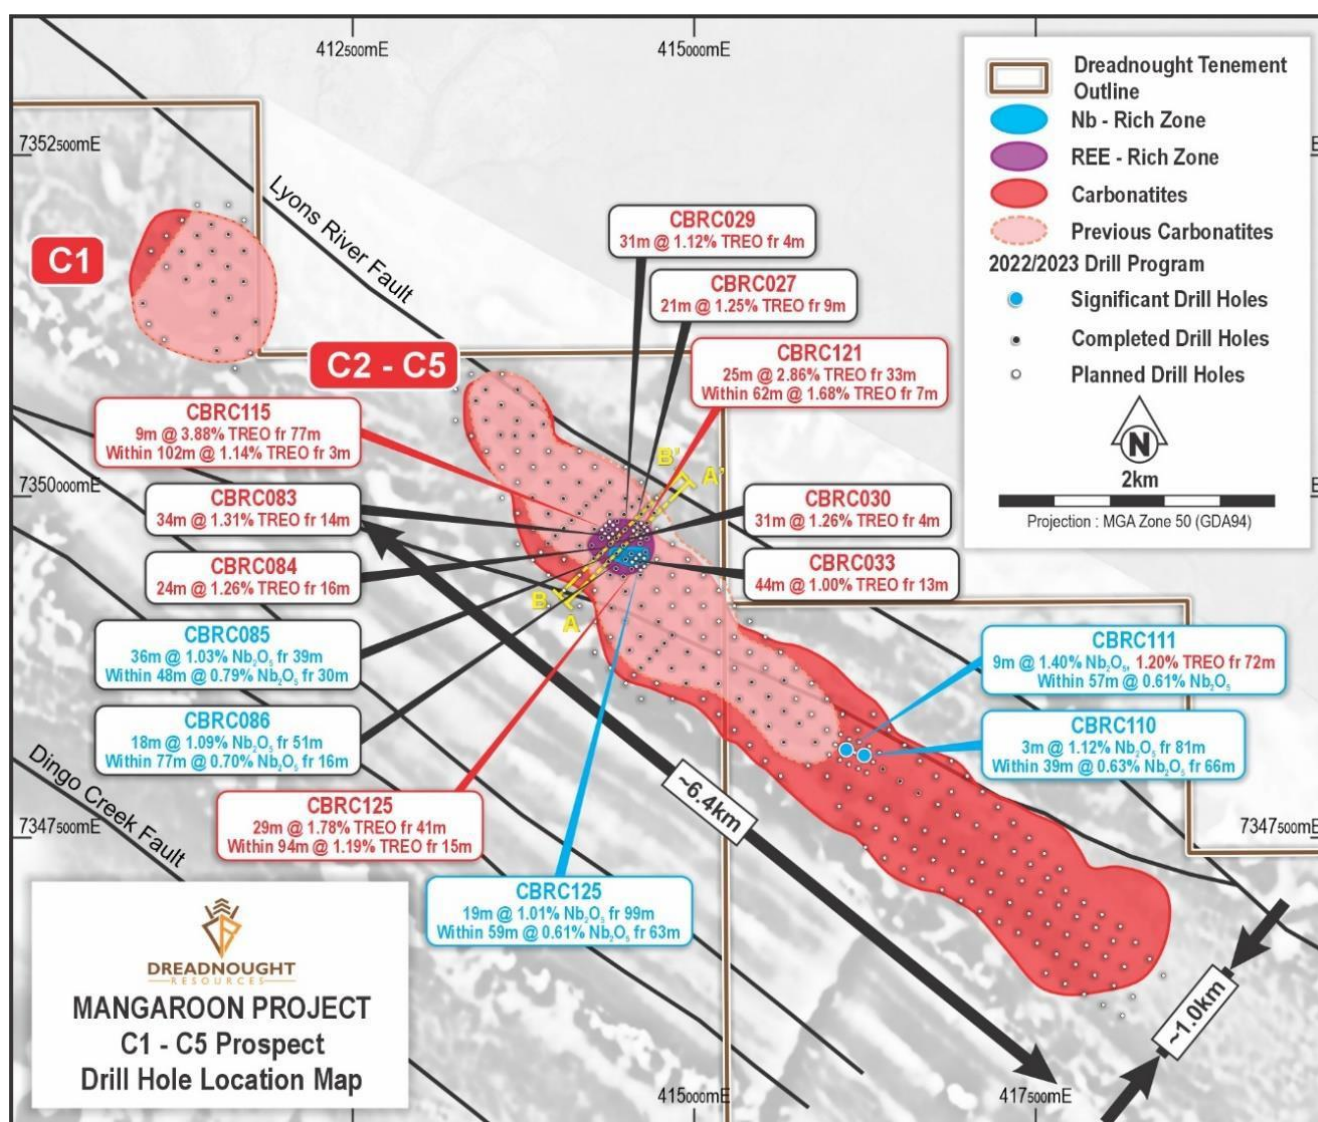 412500mE
415000mE
7352500mE
E
Dreadnought Tenement
Outline
Nb - Rich Zone
REE - Rich Zone
Carbonatites
Previous Carbonatites
2022/2023 Drill Program
Significant Drill Holes
Completed Drill Holes
Planned Drill Holes
N
2km
Projection : MGA Zone 50 (GDA94)
Lyons River Fault
C1
C2 - C5
CBRC029
31m @ 1.12% TREO fr 4m
CBRC027
21m @ 1.25% TREO fr 9m
CBRC121
25m @ 2.86% TREO fr 33m
Within 62m @ 1.68% TREO fr 7m
CBRC115
9m @ 3.88% TREO fr 77m
Within 102m @ 1.14% TREO fr 3m
B'
A'
7350000mE
E
CBRC083
34m @ 1.31% TREO fr 14m
CBRC030
31m @ 1.26% TREO fr 4m
CBRC084
24m @ 1.26% TREO fr 16m
CBRC033
44m @ 1.00% TREO fr 13m
B
A
CBRC085
36m @ 1.03% Nb₂O₅ fr 39m
Within 48m @ 0.79% Nb₂O₅ fr 30m
CBRC111
9m @ 1.40% Nb₂O₅, 1.20% TREO fr 72m
Within 57m @ 0.61% Nb₂O₅
CBRC086
18m @ 1.09% Nb₂O₅ fr 51m
Within 77m @ 0.70% Nb₂O₅ fr 16m
CBRC110
3m @ 1.12% Nb₂O₅ fr 81m
Within 39m @ 0.63% Nb₂O₅ fr 66m
Dingo Creek Fault
CBRC125
29m @ 1.78% TREO fr 41m
Within 94m @ 1.19% TREO fr 15m
~6.4km
7347500mE
7347500mE
CBRC125
19m @ 1.01% Nb₂O₅ fr 99m
Within 59m @ 0.61% Nb₂O₅ fr 63m
DREADNOUGHT
RESOURCES
MANGAROON PROJECT
C1 - C5 Prospect
Drill Hole Location Map
~1.0km
415000mE
417500mE